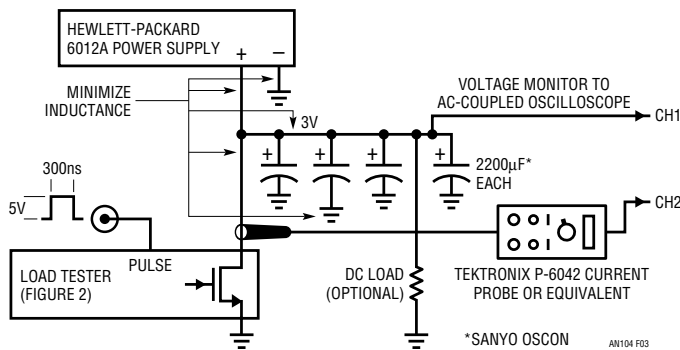 HEWLETT-PACKARD
6012A POWER SUPPLY
+ –
MINIMIZE
INDUCTANCE
VOLTAGE MONITOR TO
AC-COUPLED OSCILLOSCOPE
CH1
3V
+ + + +
2200µF*
EACH
300ns
5V
CH2
PULSE
LOAD TESTER
(FIGURE 2)
DC LOAD
(OPTIONAL)
TEKTRONIX P-6042 CURRENT
PROBE OR EQUIVALENT
*SANYO OSCON
AN104 F03